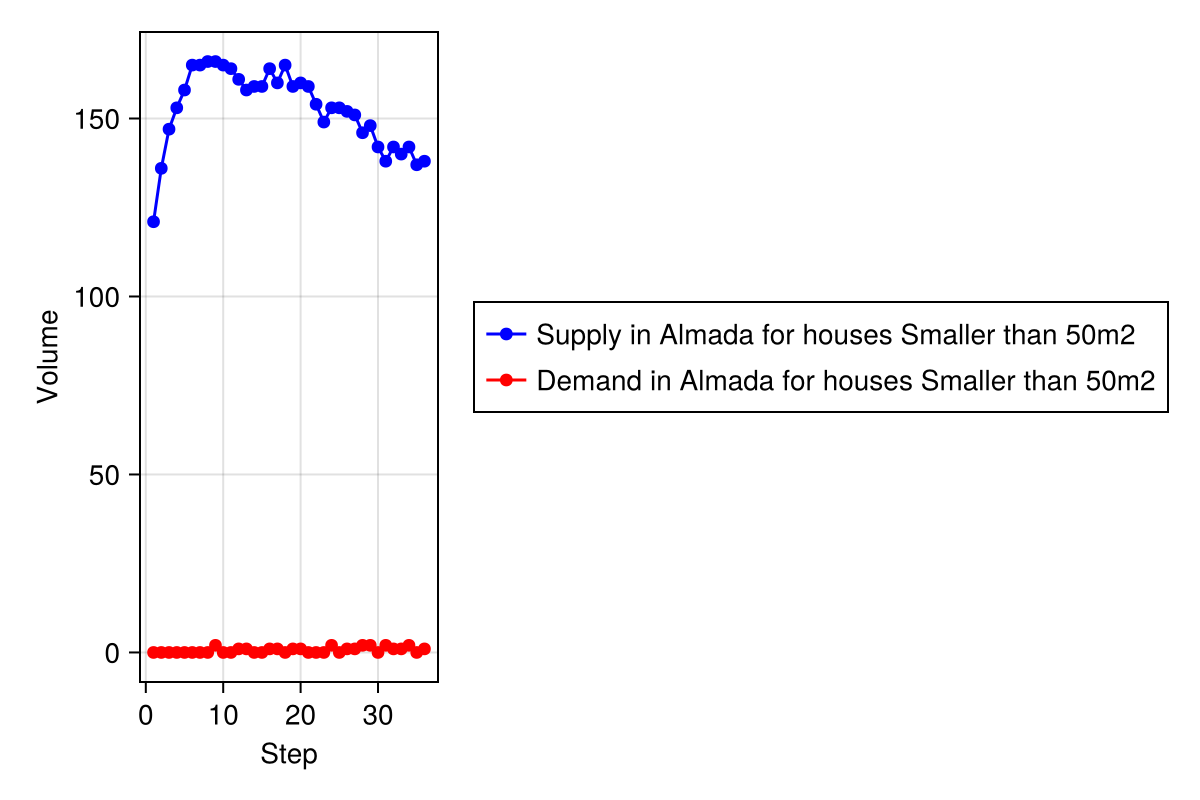 150
100
50
0
Volume
0 10 20 30
Step
Supply in Almada for houses Smaller than 50m2
Demand in Almada for houses Smaller than 50m2